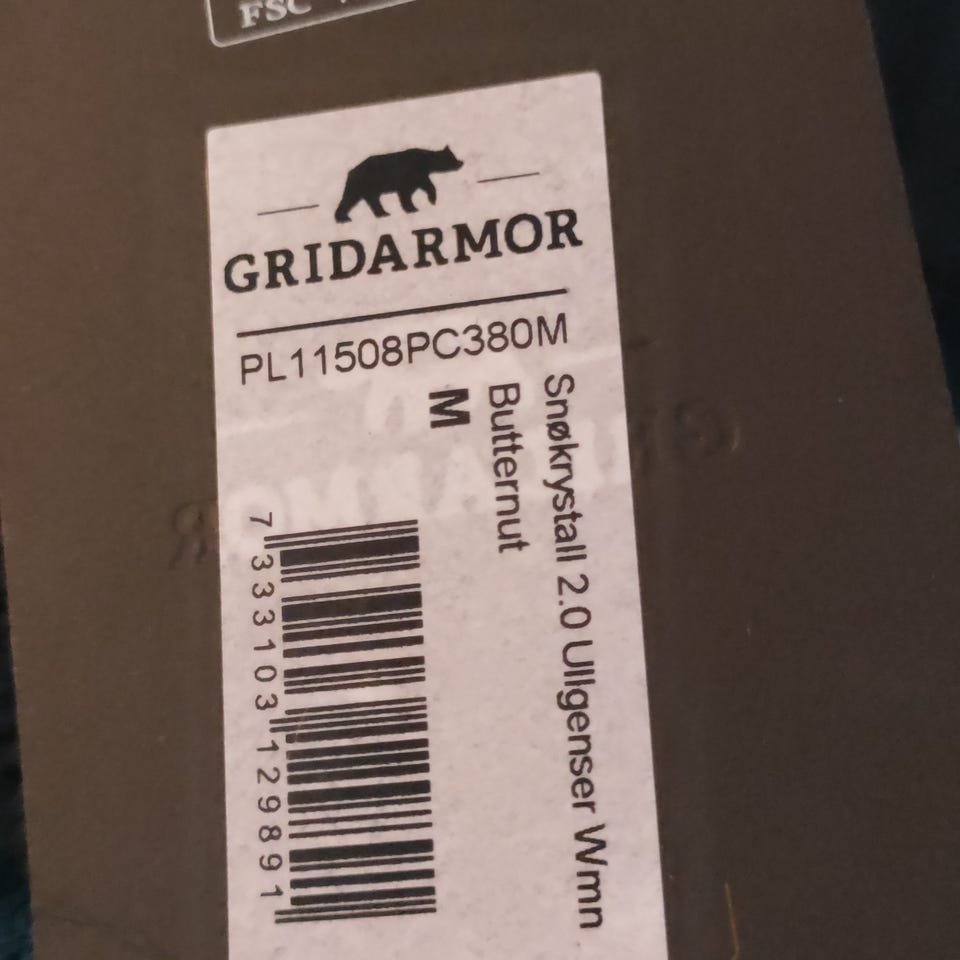 FSC
GRIDARMOR
PL11508PC380M
Snøkrystall 2.0 Ullgenser Wmn
Butternut
M
7 333103 129891